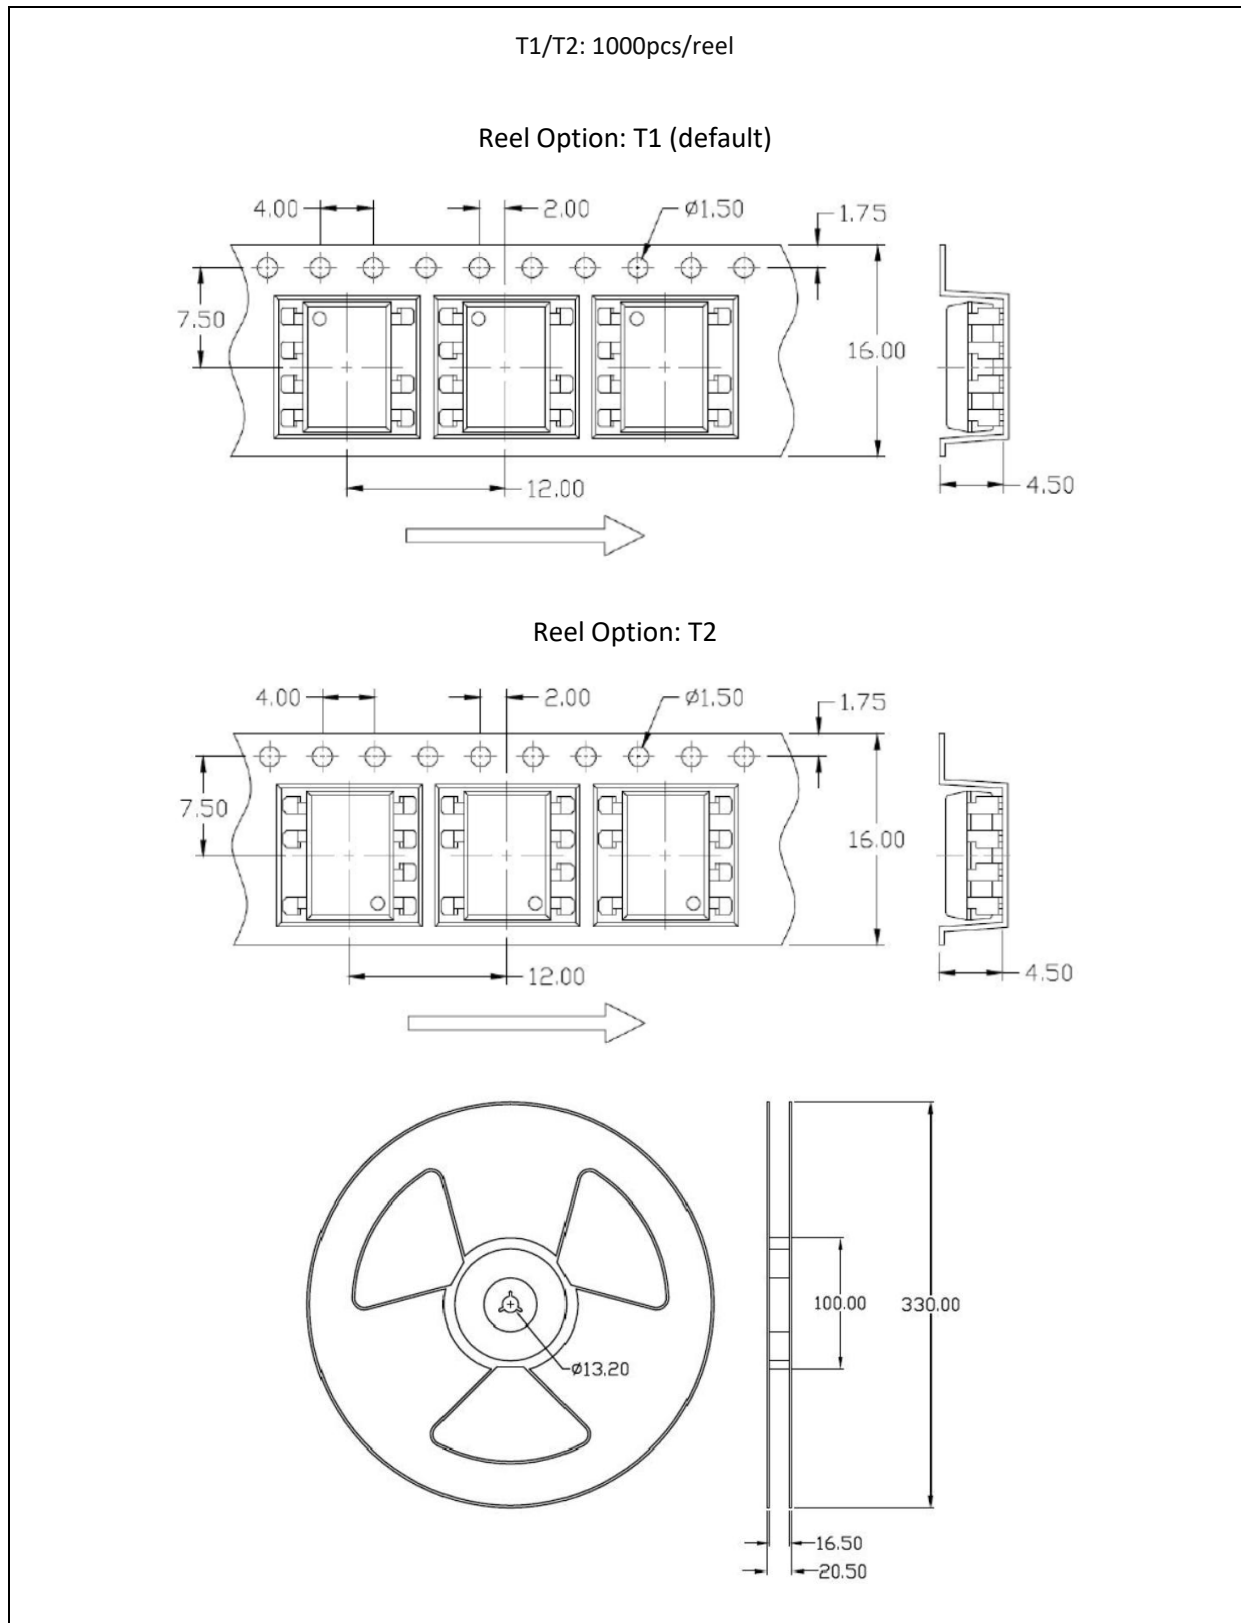 T1/T2: 1000pcs/reel
Reel Option: T1 (default)
4.00 2.00 ø1.50 1.75
7.50
16.00
12.00 4.50
Reel Option: T2
4.00 2.00 ø1.50 1.75
7.50
16.00
12.00 4.50
100.00 330.00
ø13.20
16.50
20.50